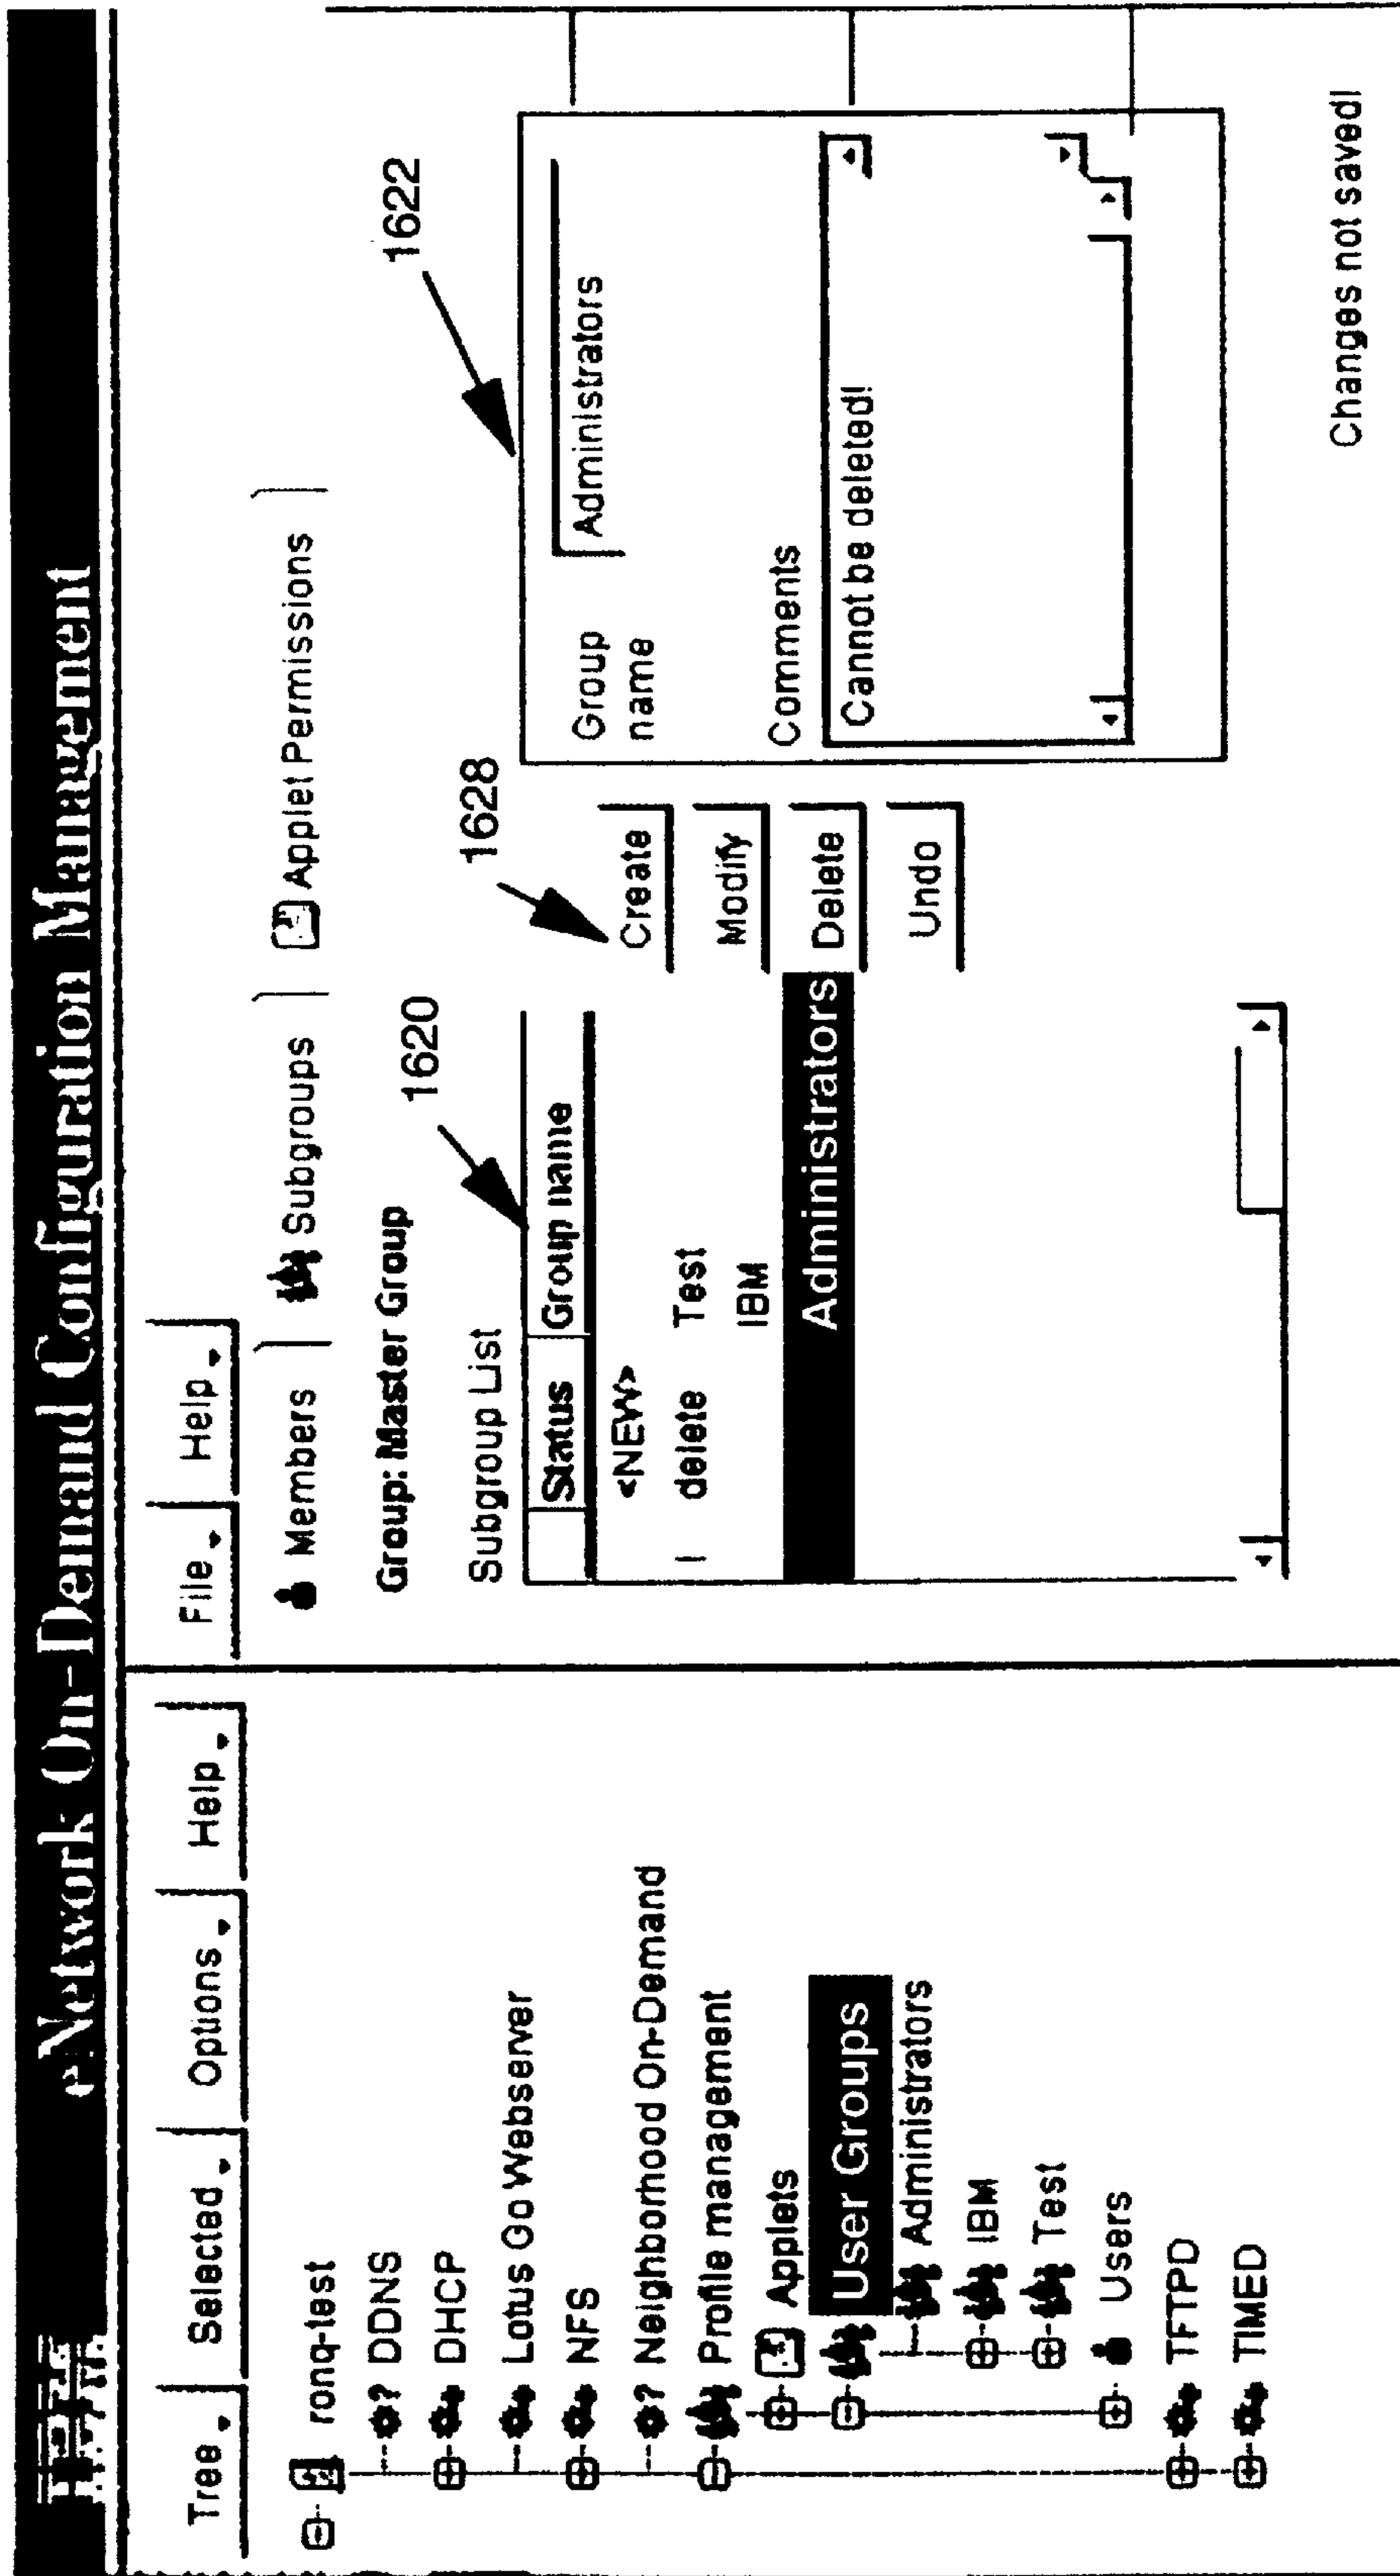 eNetwork On-Demand Configuration Management
Tree Selected Options Help
ronq-test
? DDNS
DHCP
Lotus Go Webserver
NFS
? Neighborhood On-Demand
Profile management
Applets
User Groups
Administrators
IBM
Test
Users
TFTPD
TIMED
File Help
Members Subgroups Applet Permissions
Group: Master Group
Subgroup List
1620
Status Group name
<NEW>
delete Test
IBM
Administrators
1628
Create
Modify
Delete
Undo
1622
Group name
Administrators
Comments
Cannot be deleted!
Changes not saved!